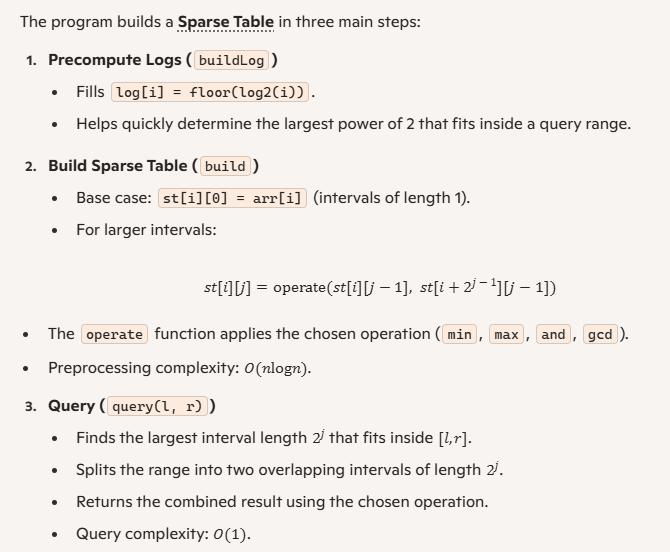 The program builds a Sparse Table in three main steps:
1. Precompute Logs ( buildLog )
• Fills log[i] = floor(log2(i)) .
• Helps quickly determine the largest power of 2 that fits inside a query range.
2. Build Sparse Table ( build )
• Base case: st[i][0] = arr[i] (intervals of length 1).
• For larger intervals:
st[i][j] = operate(st[i][j − 1], st[i + 2^{j−1}][j − 1])
• The operate function applies the chosen operation ( min , max , and , gcd ).
• Preprocessing complexity: O(nlogn).
3. Query ( query(l, r) )
• Finds the largest interval length 2^j that fits inside [l,r].
• Splits the range into two overlapping intervals of length 2^j.
• Returns the combined result using the chosen operation.
• Query complexity: O(1).